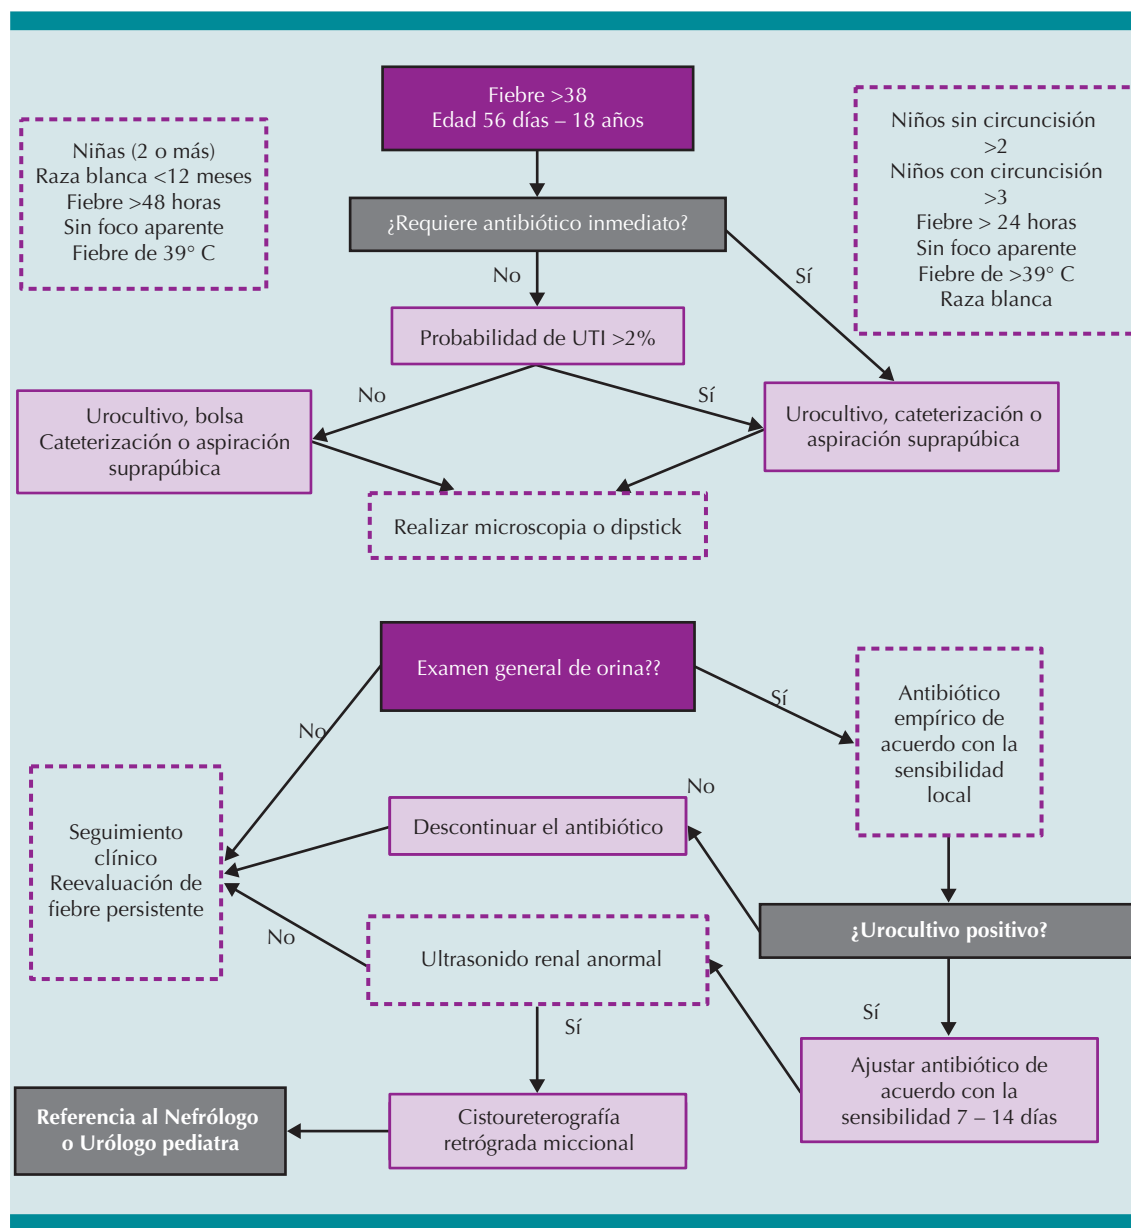 Fiebre >38
Edad 56 días – 18 años
Niñas (2 o más)
Raza blanca <12 meses
Fiebre >48 horas
Sin foco aparente
Fiebre de 39° C
Niños sin circuncisión
>2
Niños con circuncisión
>3
Fiebre > 24 horas
Sin foco aparente
Fiebre de >39° C
Raza blanca
¿Requiere antibiótico inmediato?
No
Sí
Probabilidad de UTI >2%
No
Sí
Urocultivo, bolsa
Cateterización o aspiración
suprapúbica
Urocultivo, cateterización o
aspiración suprapúbica
Realizar microscopia o dipstick
Examen general de orina??
No
Sí
Antibiótico
empírico de
acuerdo con la
sensibilidad
local
Seguimiento
clínico
Reevaluación de
fiebre persistente
Descontinuar el antibiótico
No
¿Urocultivo positivo?
Ultrasonido renal anormal
No
Sí
Sí
Ajustar antibiótico de
acuerdo con la
sensibilidad 7 – 14 días
Cistoureterografía
retrógrada miccional
Referencia al Nefrólogo
o Urólogo pediatra